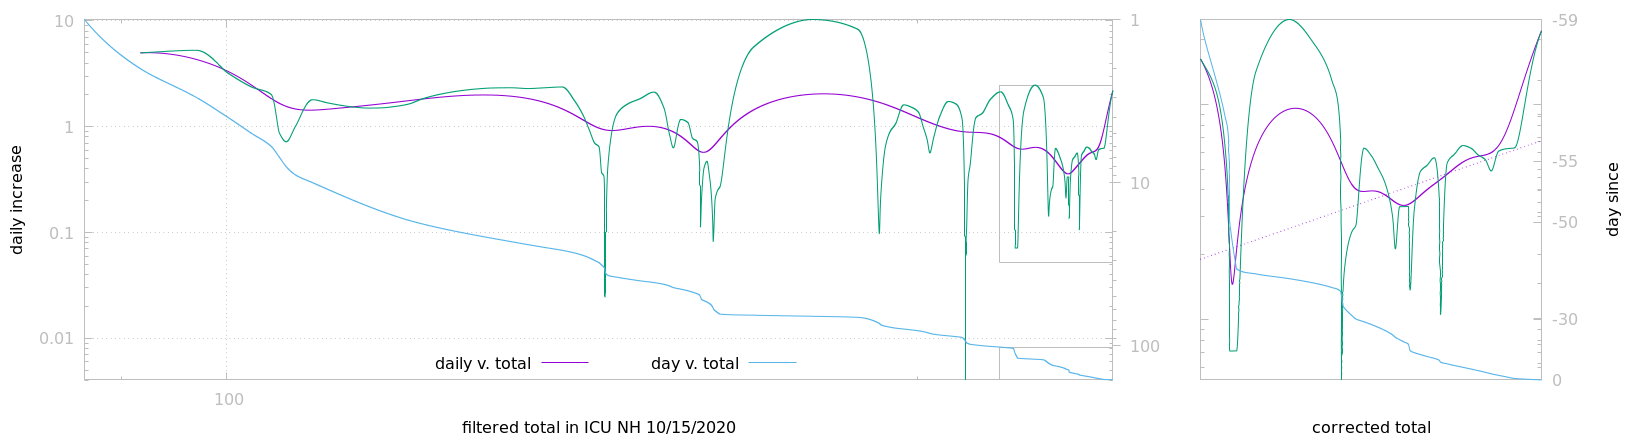 10
1
0.1
0.01
daily increase
1
10
100
daily v. total
day v. total
100
filtered total in ICU NH 10/15/2020
-59
-55
-50
-30
0
day since
corrected total